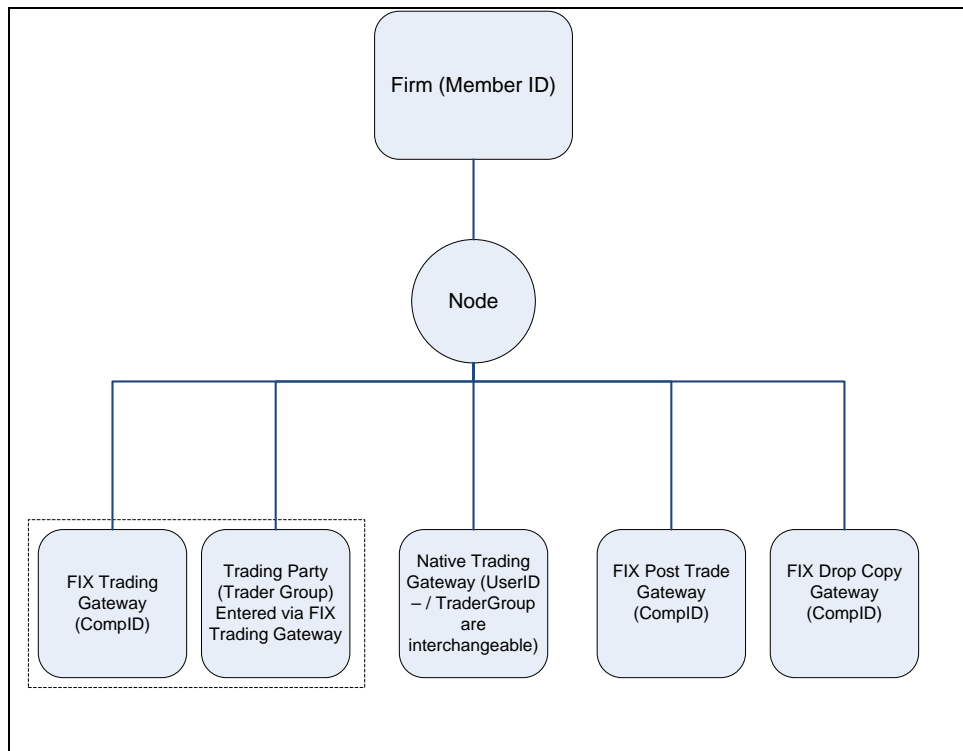 Firm (Member ID)
Node
FIX Trading
Gateway
(CompID)
Trading Party
(Trader Group)
Entered via FIX
Trading Gateway
Native Trading
Gateway (UserID
– / TraderGroup
are
interchangeable)
FIX Post Trade
Gateway
(CompID)
FIX Drop Copy
Gateway
(CompID)